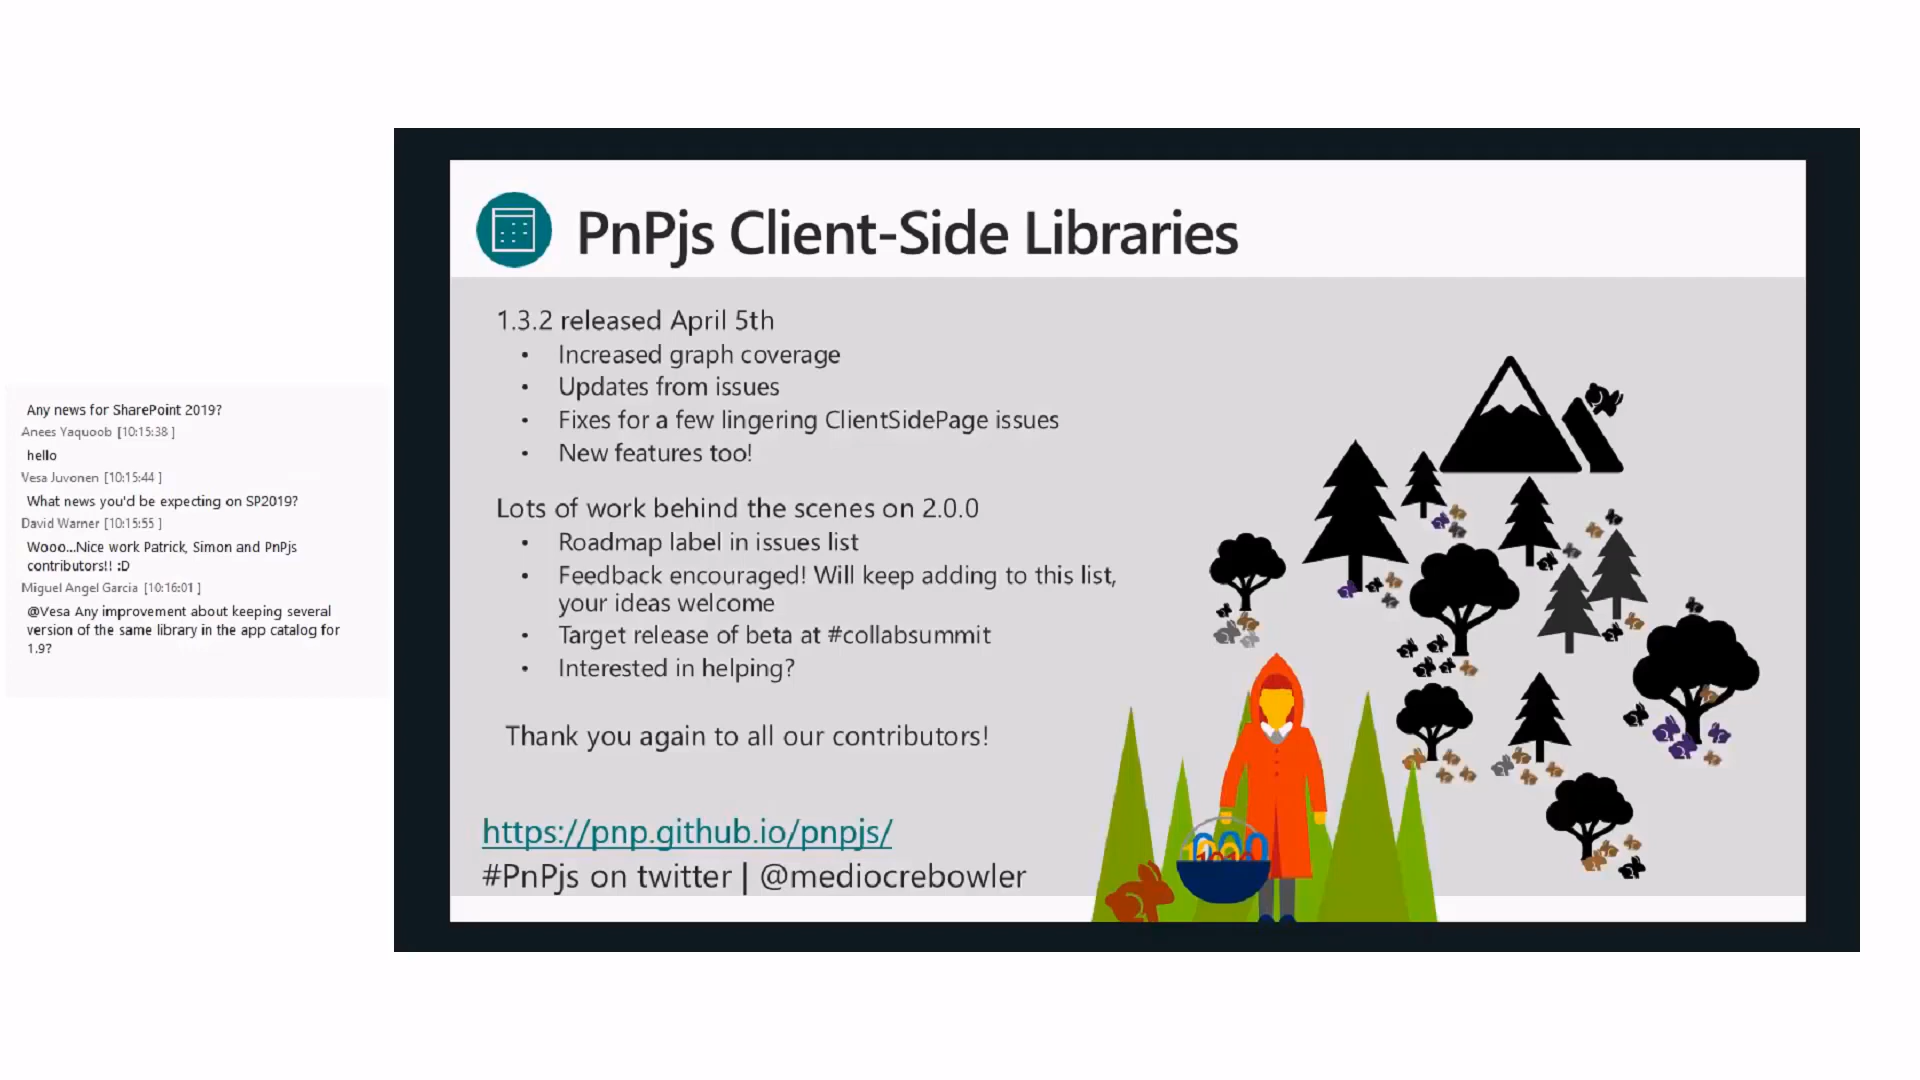 Any news for SharePoint 2019?
Anees Yaquoob [10:15:38 ]
hello
Vesa Juvonen [10:15:44 ]
What news you'd be expecting on SP2019?
David Warner [10:15:55 ]
Wooo...Nice work Patrick, Simon and PnPjs
contributors!! :D
Miguel Angel Garcia [10:16:01 ]
@Vesa Any improvement about keeping several
version of the same library in the app catalog for
1.9?
PnPjs Client-Side Libraries
1.3.2 released April 5th
• Increased graph coverage
• Updates from issues
• Fixes for a few lingering ClientSidePage issues
• New features too!
Lots of work behind the scenes on 2.0.0
• Roadmap label in issues list
• Feedback encouraged! Will keep adding to this list,
your ideas welcome
• Target release of beta at #collabsummit
• Interested in helping?
Thank you again to all our contributors!
https://pnp.github.io/pnpjs/
#PnPjs on twitter | @mediocrebowler